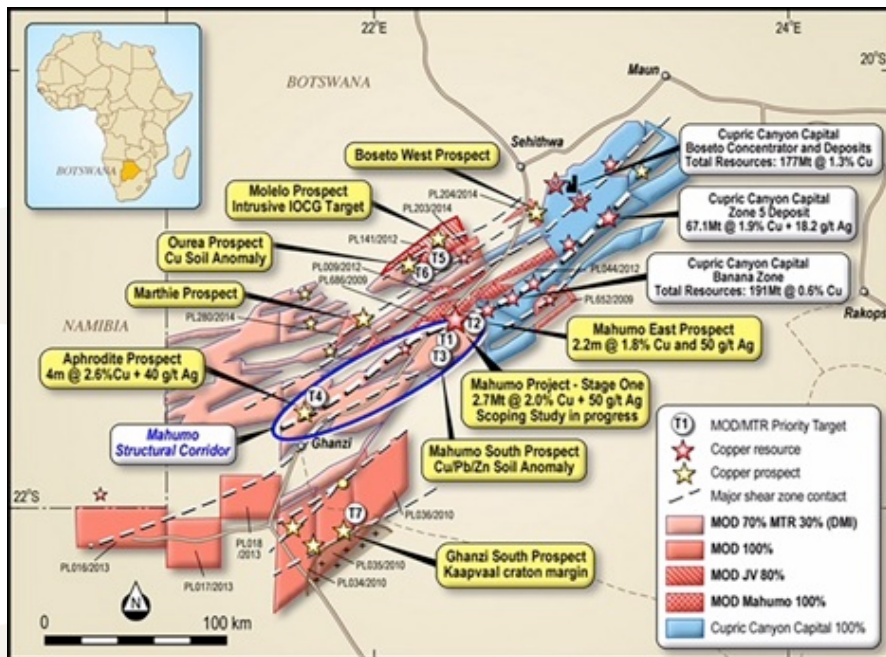 22°E
24°E
20°S
BOTSWANA
Maun
Sehithwa
BOTSWANA
Boseto West Prospect
Cupric Canyon Capital
Boseto Concentrator and Deposits
Total Resources: 177Mt @ 1.3% Cu
Molelo Prospect
Intrusive IOCG Target
PL204/2014
PL203/2014
Cupric Canyon Capital
Zone 5 Deposit
67.1Mt @ 1.9% Cu + 18.2 g/t Ag
Ourea Prospect
Cu Soil Anomaly
PL141/2012
T5
T6
PL009/2012
PL686/2009
PL044/2012
Cupric Canyon Capital
Banana Zone
Total Resources: 191Mt @ 0.6% Cu
Marthie Prospect
PL652/2009
Rakops
NAMIBIA
PL280/2014
T2
Mahumo East Prospect
2.2m @ 1.8% Cu and 50 g/t Ag
T1
T3
Aphrodite Prospect
4m @ 2.6%Cu + 40 g/t Ag
T4
Mahumo Project - Stage One
2.7Mt @ 2.0% Cu + 50 g/t Ag
Scoping Study in progress
Mahumo
Structural Corridor
Ghanzi
Mahumo South Prospect
Cu/Pb/Zn Soil Anomaly
22°S
T7
PL036/2010
PL018
/2013
PL016/2013
PL017/2013
PL035/2010
PL034/2010
Ghanzi South Prospect
Kaapvaal craton margin
N
0
100 km
T1
MOD/MTR Priority Target
Copper resource
Copper prospect
Major shear zone contact
MOD 70% MTR 30% (DMI)
MOD 100%
MOD JV 80%
MOD Mahumo 100%
Cupric Canyon Capital 100%